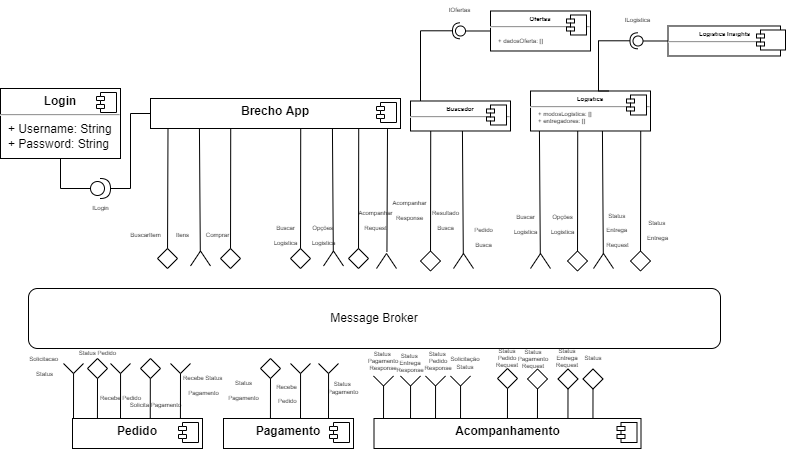 IOfertas
Ofertas
+ dadosOferta: []
ILogistica
Logistica Insights
Login
+ Username: String
+ Password: String
Brecho App
Buscador
Logistica
+ modosLogistica: []
+ entregadores: []
ILogin
BuscarItem
Itens
Comprar
Buscar
Logistica
Opções
Logistica
Acompanhar
Request
Acompanhar
Response
Resultado
Busca
Pedido
Busca
Buscar
Logistica
Opções
Logistica
Status
Entrega
Request
Status
Entrega
Message Broker
Solicitacao
Status
Status Pedido
Recebe Pedido
Solicita Pagamento
Recebe Status
Pagamento
Status
Pagamento
Recebe
Pedido
Status
Pagamento
Status
Pagamento
Response
Status
Entrega
Response
Status
Pedido
Response
Solicitação
Status
Status
Pedido
Request
Status
Pagamento
Request
Status
Entrega
Request
Status
Pedido
Pagamento
Acompanhamento